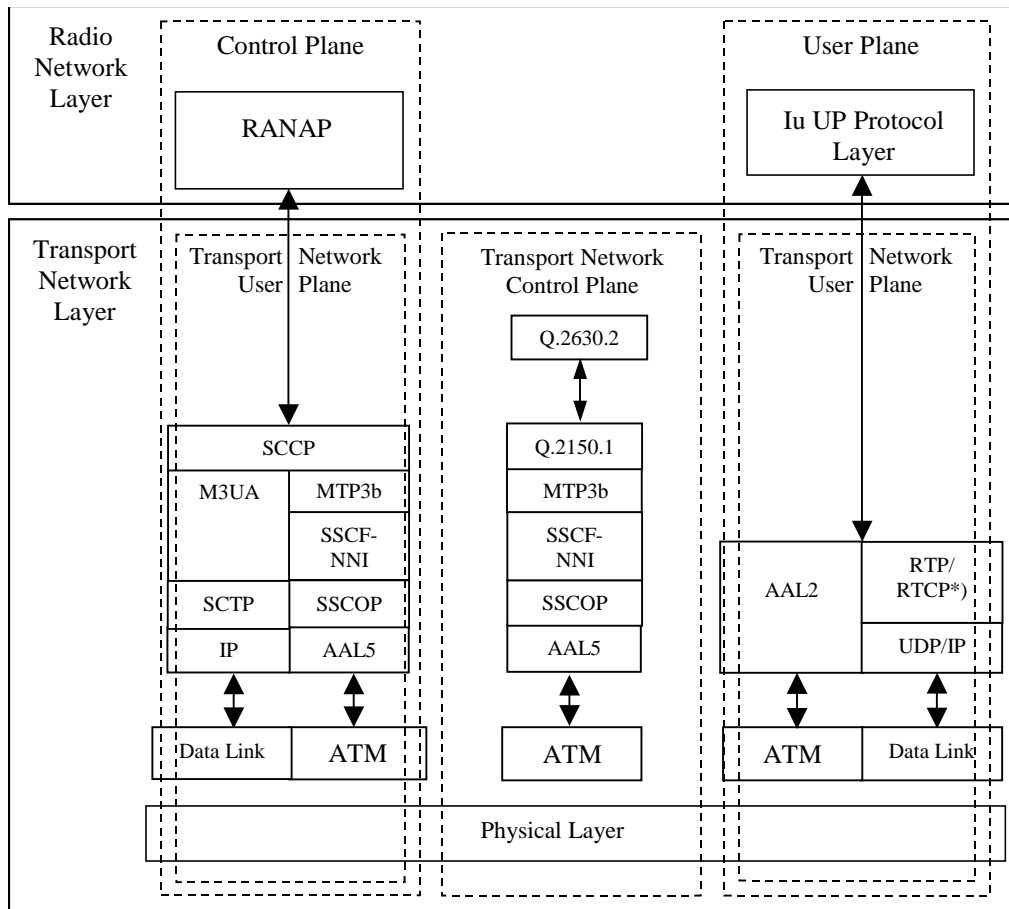 Radio
Network
Layer
Control Plane
User Plane
RANAP
Iu UP Protocol
Layer
Transport
Network
Layer
Transport Network
User Plane
Transport Network
Control Plane
Transport Network
User Plane
Q.2630.2
SCCP
Q.2150.1
M3UA
MTP3b
MTP3b
SSCF-
NNI
SSCF-
NNI
AAL2
RTP/
RTCP*)
SCTP
SSCOP
SSCOP
IP
AAL5
AAL5
UDP/IP
Data Link
ATM
ATM
ATM
Data Link
Physical Layer